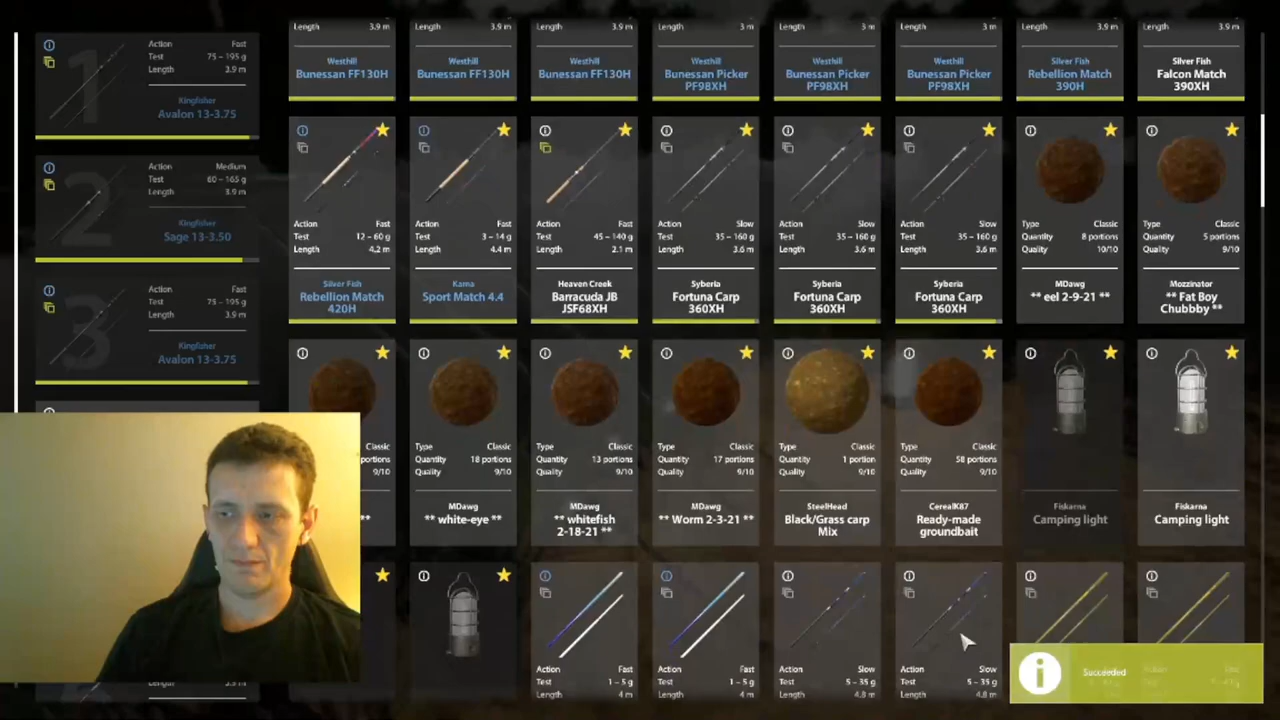 Length 3.9 m
Length 3.9 m
Length 3.9 m
Length 3 m
Length 3 m
Length 3 m
Length 3.9 m
Length 3.9 m
Westhill
Bunessan FF130H
Westhill
Bunessan FF130H
Westhill
Bunessan FF130H
Westhill
Bunessan Picker
PF98XH
Westhill
Bunessan Picker
PF98XH
Westhill
Bunessan Picker
PF98XH
Silver Fish
Rebellion Match
390H
Silver Fish
Falcon Match
390XH
1
Action Fast
Test 75 – 195 g
Length 3.9 m
Kingfisher
Avalon 13-3.75
2
Action Medium
Test 60 – 165 g
Length 3.9 m
Kingfisher
Sage 13-3.50
3
Action Fast
Test 75 – 195 g
Length 3.9 m
Kingfisher
Avalon 13-3.75
Action Fast
Test 12 – 60 g
Length 4.2 m
Silver Fish
Rebellion Match
420H
Action Fast
Test 3 – 14 g
Length 4.4 m
Kama
Sport Match 4.4
Action Fast
Test 45 – 140 g
Length 2.1 m
Heaven Creek
Barracuda JB
JSF68XH
Action Slow
Test 35 – 160 g
Length 3.6 m
Syberia
Fortuna Carp
360XH
Action Slow
Test 35 – 160 g
Length 3.6 m
Syberia
Fortuna Carp
360XH
Action Slow
Test 35 – 160 g
Length 3.6 m
Syberia
Fortuna Carp
360XH
Type Classic
Quantity 8 portions
Quality 10/10
MDawg
** eel 2-9-21 **
Type Classic
Quantity 5 portions
Quality 9/10
Mozzinator
** Fat Boy
Chubbby **
Classic
portions
9/10
**
Type Classic
Quantity 18 portions
Quality 9/10
MDawg
** white-eye **
Type Classic
Quantity 13 portions
Quality 9/10
MDawg
** whitefish
2-18-21 **
Type Classic
Quantity 17 portions
Quality 9/10
MDawg
** Worm 2-3-21 **
Type Classic
Quantity 1 portion
Quality 9/10
SteelHead
Black/Grass carp
Mix
Type Classic
Quantity 58 portions
Quality 9/10
CerealK87
Ready-made
groundbait
Fiskarna
Camping light
Fiskarna
Camping light
Action Fast
Test 1 – 5 g
Length 4 m
Action Fast
Test 1 – 5 g
Length 4 m
Action Slow
Test 5 – 35 g
Length 4.8 m
Action Slow
Test 5 – 35 g
Length 4.8 m
Succeeded